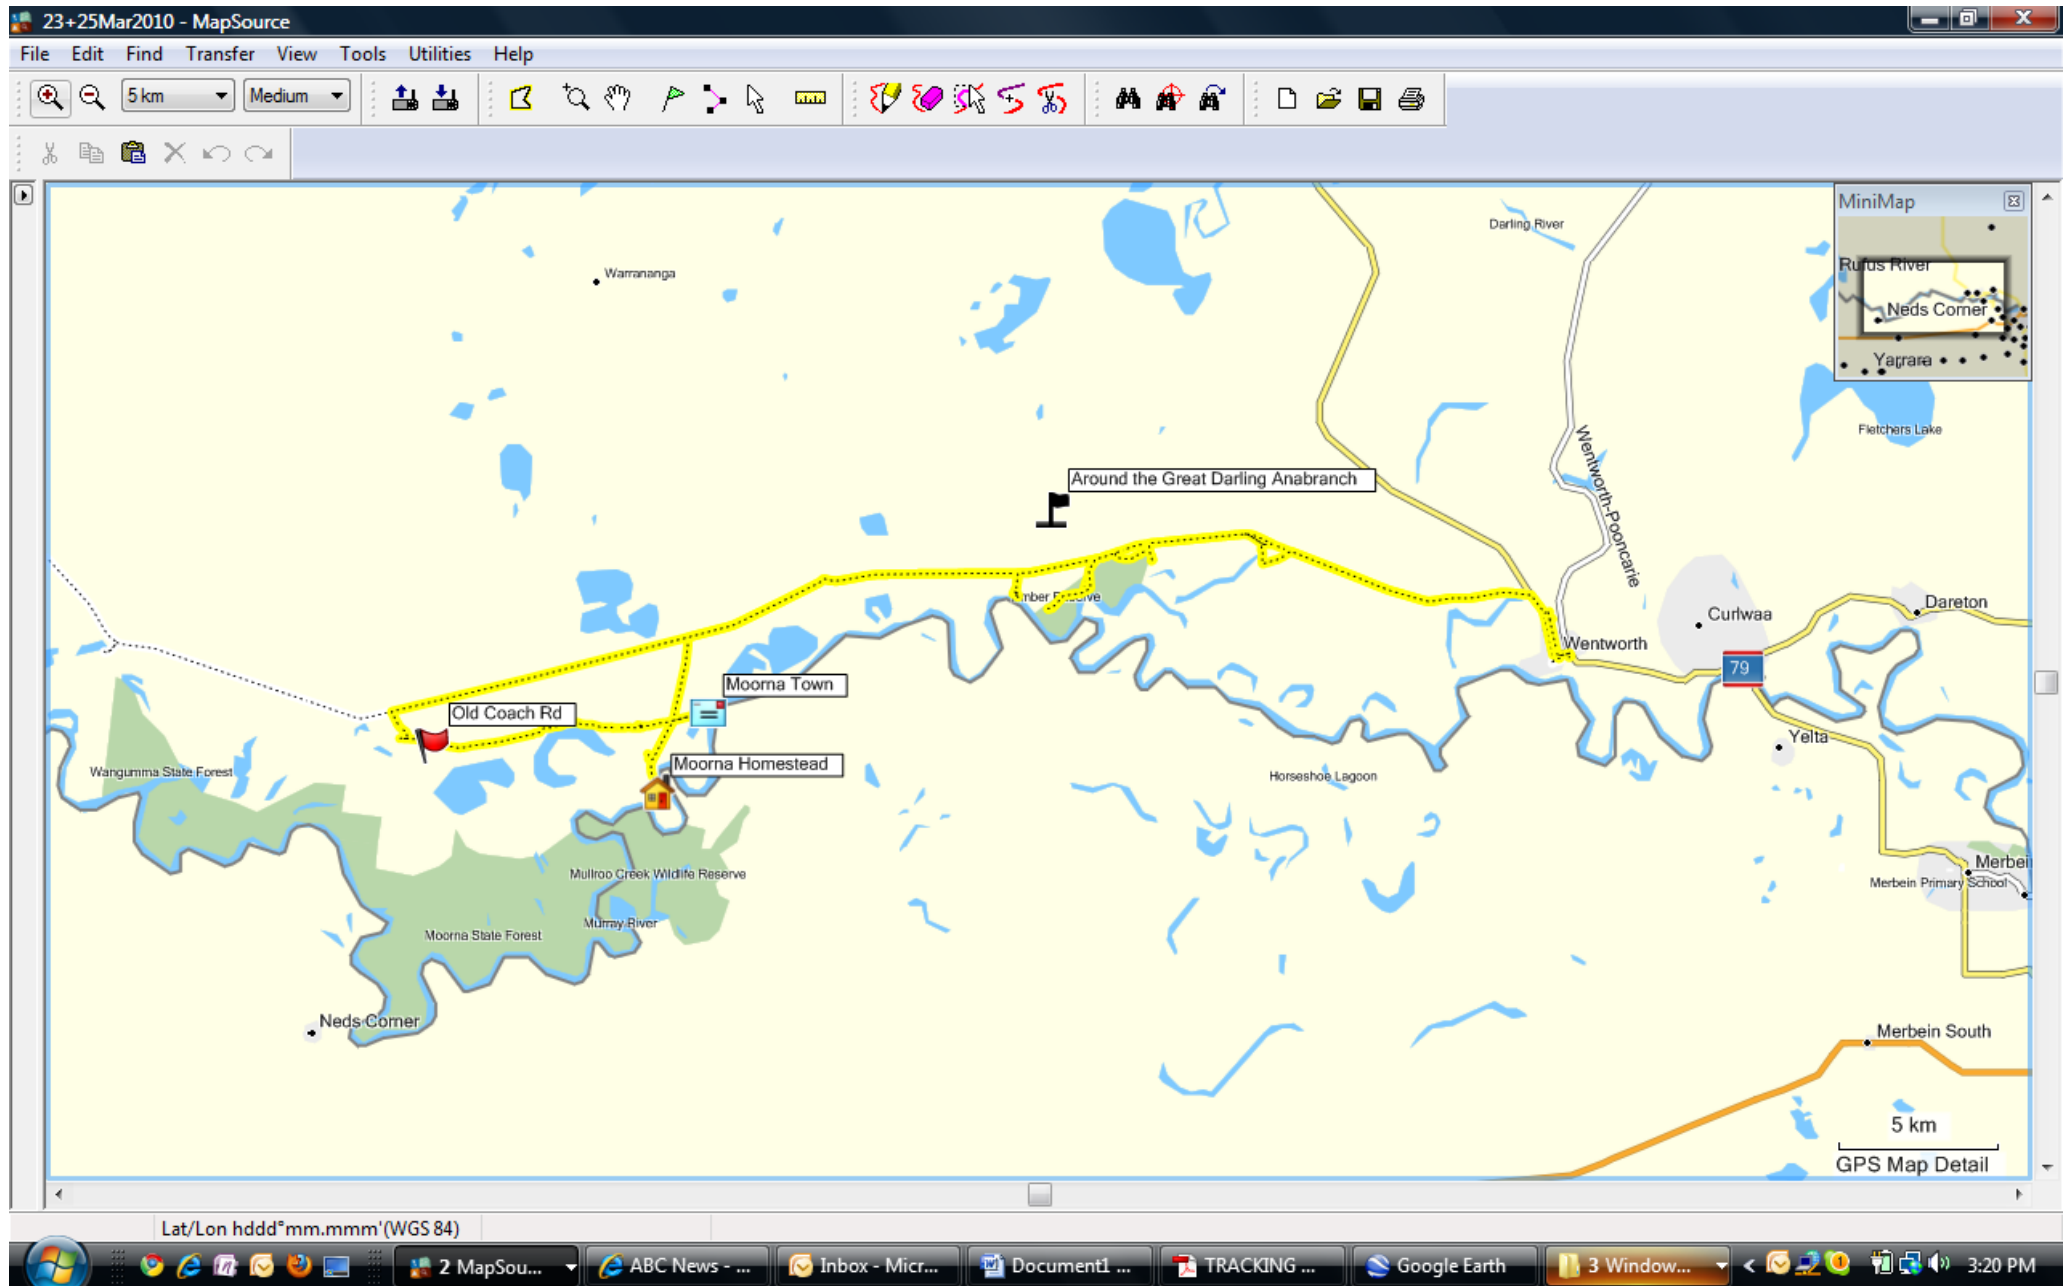 23+25Mar2010 - MapSource
File Edit Find Transfer View Tools Utilities Help
5 km Medium
MiniMap
Rufus River
Neds Corner
Yarrara
Darling River
Warrananga
Fletchers Lake
Wentworth-Pooncarie
Around the Great Darling Anabranch
Dareton
Curlwaa
Wentworth
79
Moorna Town
Old Coach Rd
Yelta
Moorna Homestead
Wangumma State Forest
Horseshoe Lagoon
Merbein
Mullroo Creek Wildlife Reserve
Merbein Primary School
Murray River
Moorna State Forest
Neds Corner
Merbein South
5 km
GPS Map Detail
Lat/Lon hddd°mm.mmm'(WGS 84)
2 MapSou... ABC News - ... Inbox - Micr... Document1 ... TRACKING ... Google Earth 3 Window... 3:20 PM